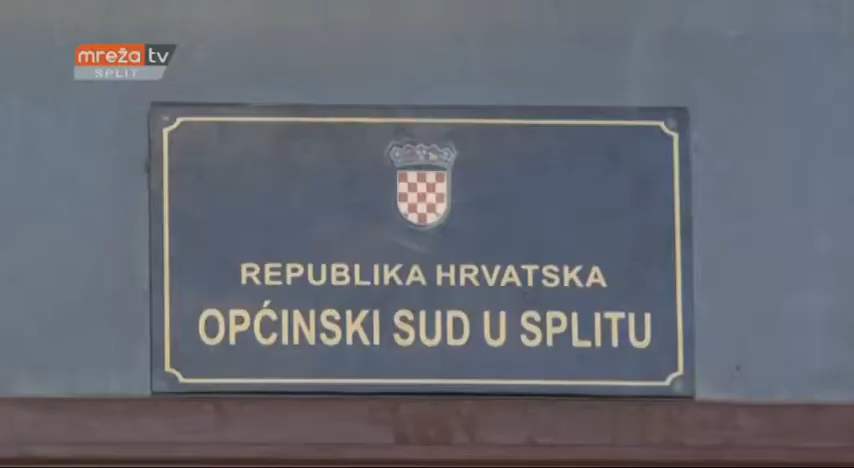 mreža tv
SPLIT
REPUBLIKA HRVATSKA
OPĆINSKI SUD U SPLITU